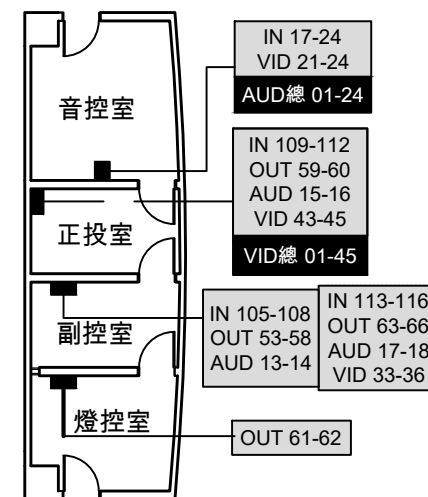 音控室
IN 17-24
VID 21-24
AUD總 01-24
正投室
IN 109-112
OUT 59-60
AUD 15-16
VID 43-45
VID總 01-45
副控室
IN 105-108
OUT 53-58
AUD 13-14
IN 113-116
OUT 63-66
AUD 17-18
VID 33-36
燈控室
OUT 61-62